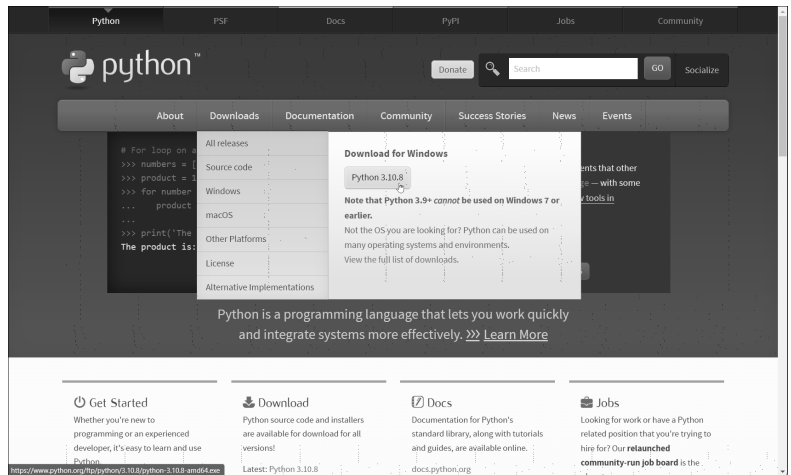 Python
PSF
Docs
PyPI
Jobs
Community
python™
Donate
Search
GO
Socialize
About
Downloads
Documentation
Community
Success Stories
News
Events
# For loop on a
>>> numbers = [
>>> product = 1
>>> for number
... product
...
>>> print('The
The product is:
All releases
Source code
Windows
macOS
Other Platforms
License
Alternative Implementations
Download for Windows
Python 3.10.8
Note that Python 3.9+ cannot be used on Windows 7 or
earlier.
Not the OS you are looking for? Python can be used on
many operating systems and environments.
View the full list of downloads.
ents that other
ge — with some
tools in
Python is a programming language that lets you work quickly
and integrate systems more effectively. >>> Learn More
Get Started
Whether you're new to
programming or an experienced
developer, it's easy to learn and use
Python.
Download
Python source code and installers
are available for download for all
versions!
Latest: Python 3.10.8
Docs
Documentation for Python's
standard library, along with tutorials
and guides, are available online.
docs.python.org
Jobs
Looking for work or have a Python
related position that you're trying to
hire for? Our relaunched
community-run job board is the
https://www.python.org/ftp/python/3.10.8/python-3.10.8-amd64.exe